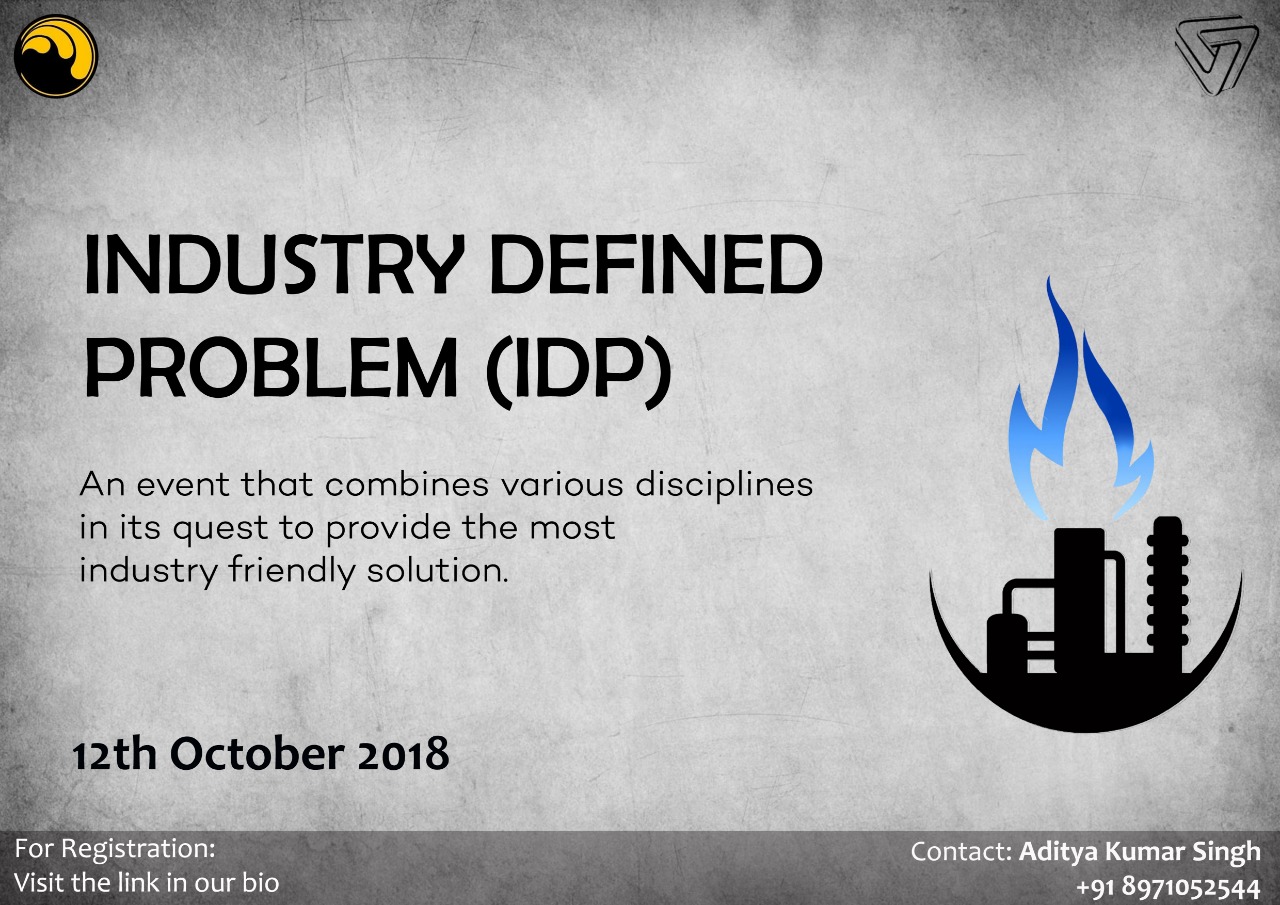 INDUSTRY DEFINED
PROBLEM (IDP)
An event that combines various disciplines
in its quest to provide the most
industry friendly solution.
12th October 2018
For Registration:
Visit the link in our bio
Contact: Aditya Kumar Singh
+91 8971052544